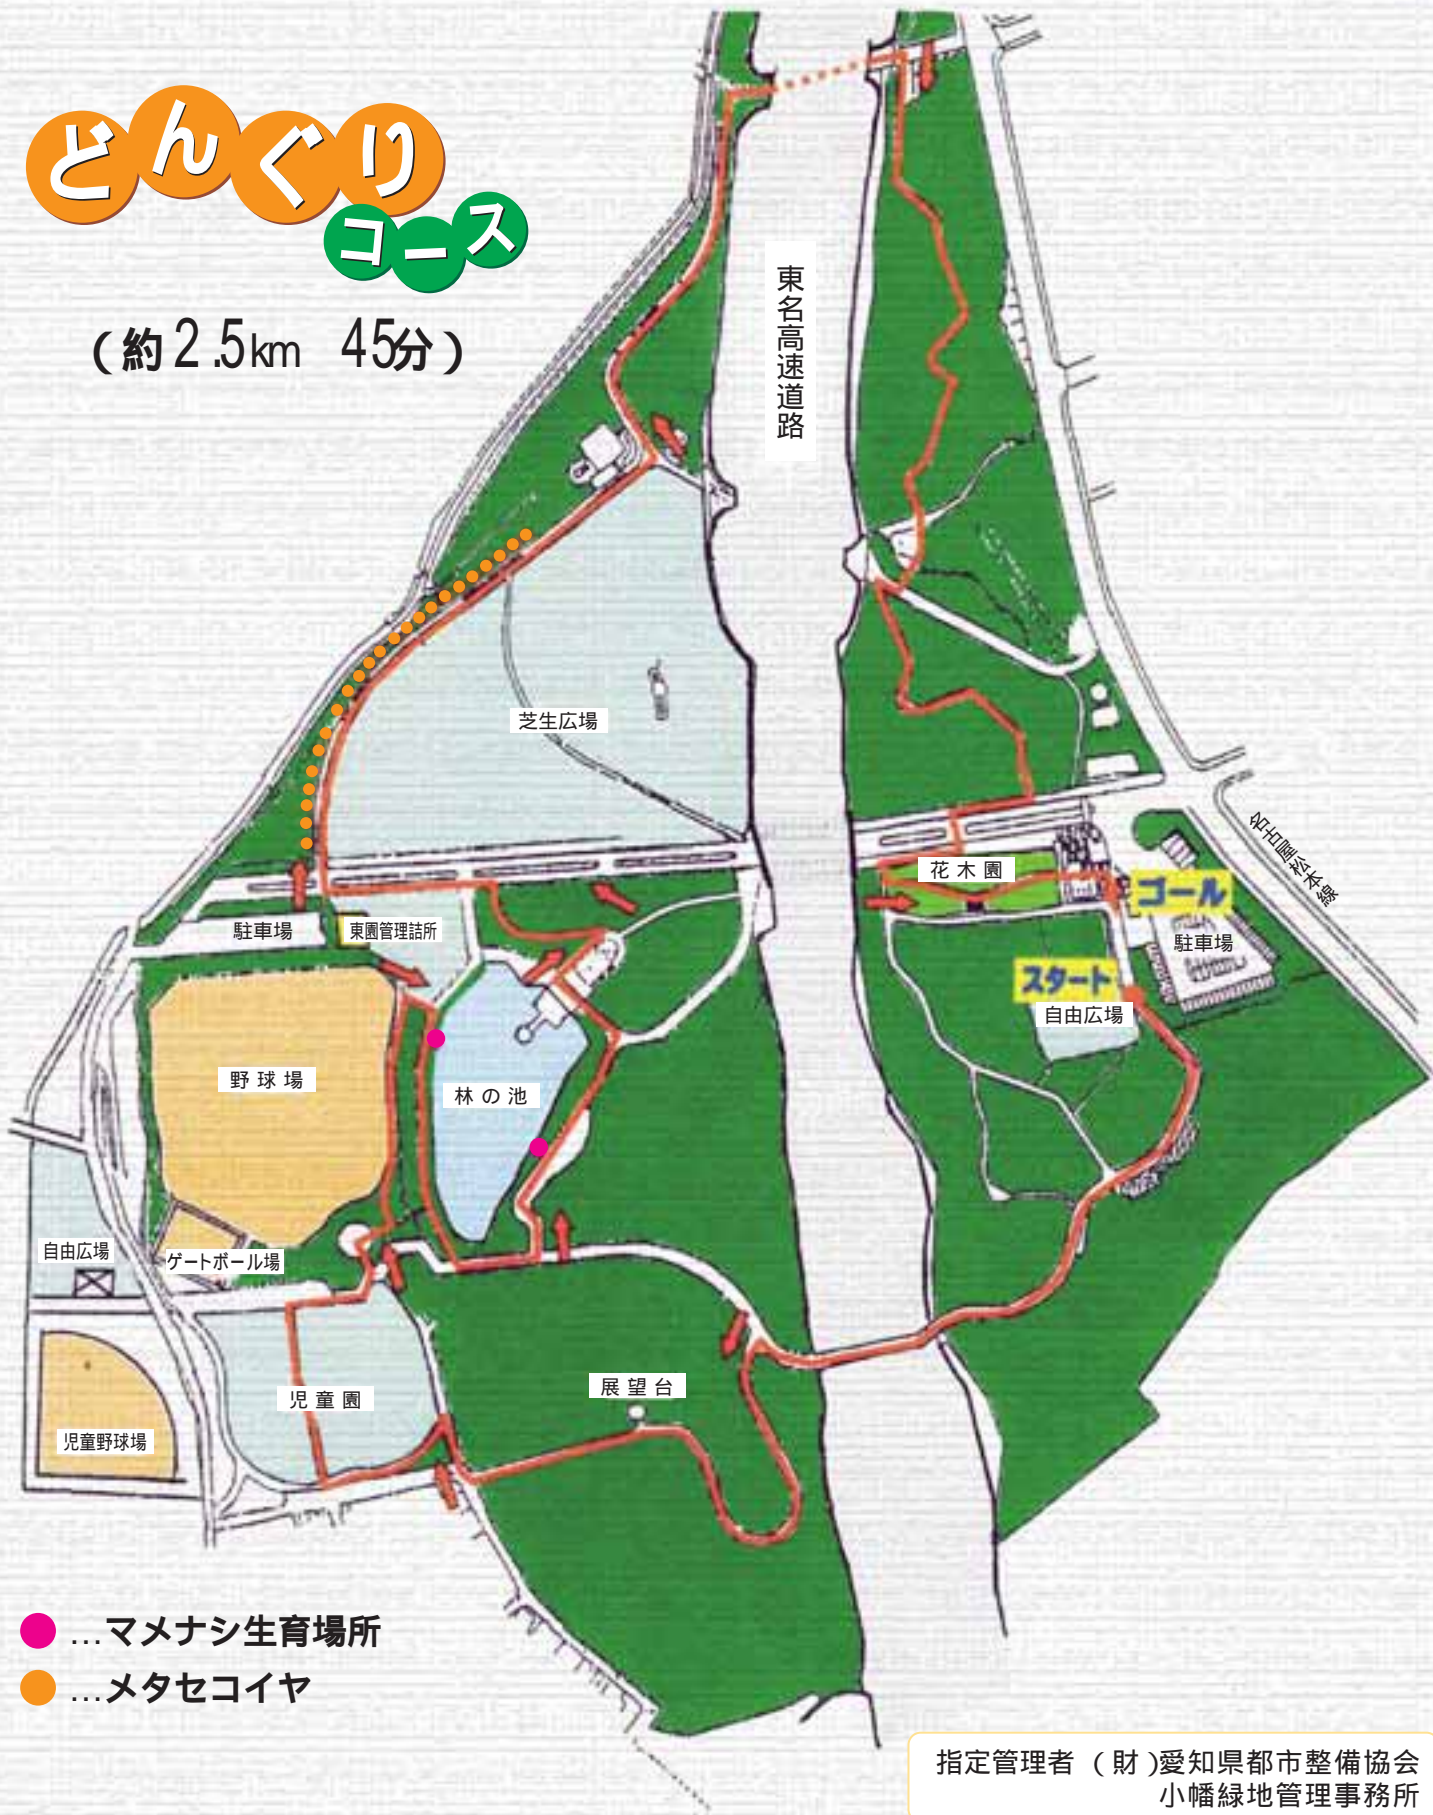 どんぐり
コース
(約2.5km 45分)
東名高速道路
芝生広場
名古屋松本線
花木園
ゴール
駐車場
東園管理詰所
駐車場
スタート
自由広場
野球場
林の池
自由広場
ゲートボール場
児童園
展望台
児童野球場
…マメナシ生育場所
…メタセコイヤ
指定管理者 (財)愛知県都市整備協会
小幡緑地管理事務所